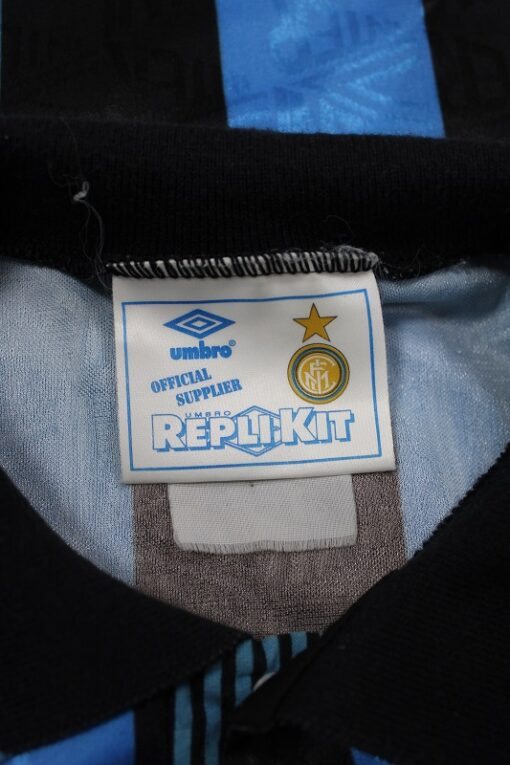 umbro
OFFICIAL
SUPPLIER
UMBRO
REPLI-KIT